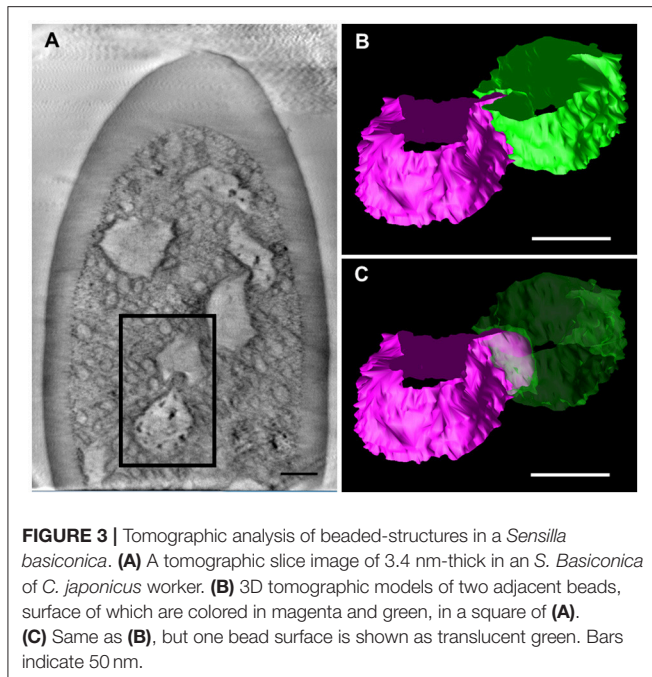 A
B
C
FIGURE 3 | Tomographic analysis of beaded-structures in a Sensilla
basiconica. (A) A tomographic slice image of 3.4 nm-thick in an S. Basiconica
of C. japonicus worker. (B) 3D tomographic models of two adjacent beads,
surface of which are colored in magenta and green, in a square of (A).
(C) Same as (B), but one bead surface is shown as translucent green. Bars
indicate 50 nm.